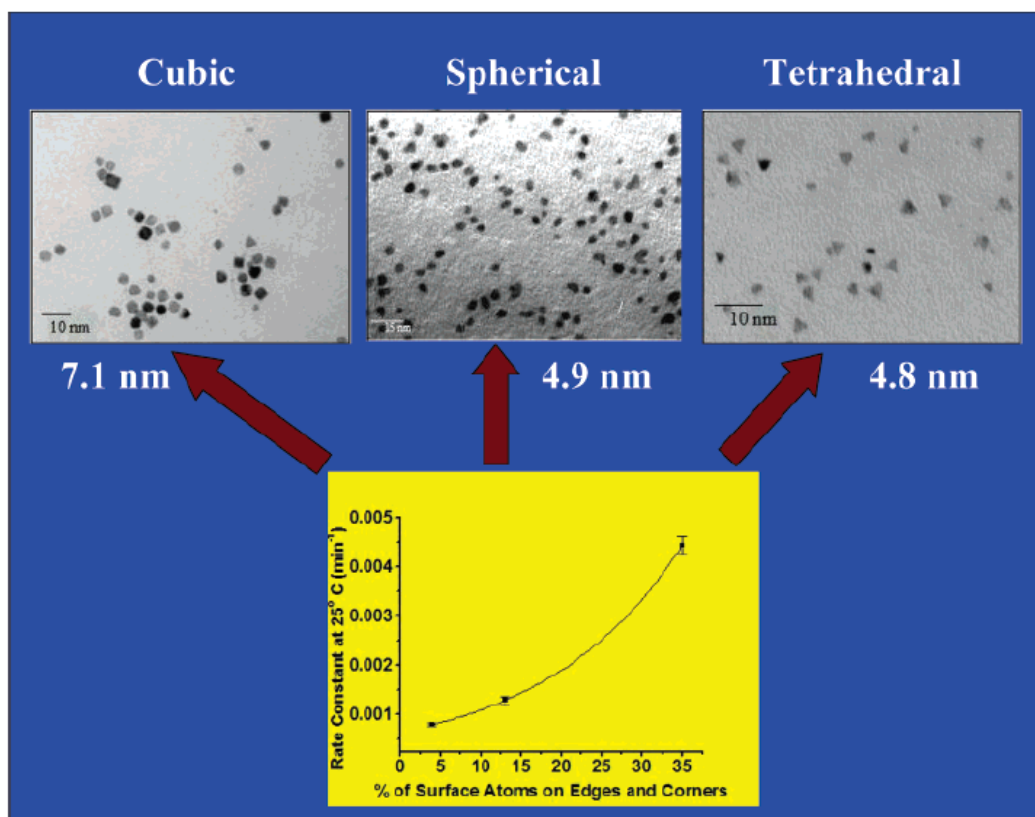 Cubic
Spherical
Tetrahedral
10 nm
15 nm
10 nm
7.1 nm
4.9 nm
4.8 nm
Rate Constant at 25° C (min⁻¹)
0.005
0.004
0.003
0.002
0.001
0 5 10 15 20 25 30 35
% of Surface Atoms on Edges and Corners